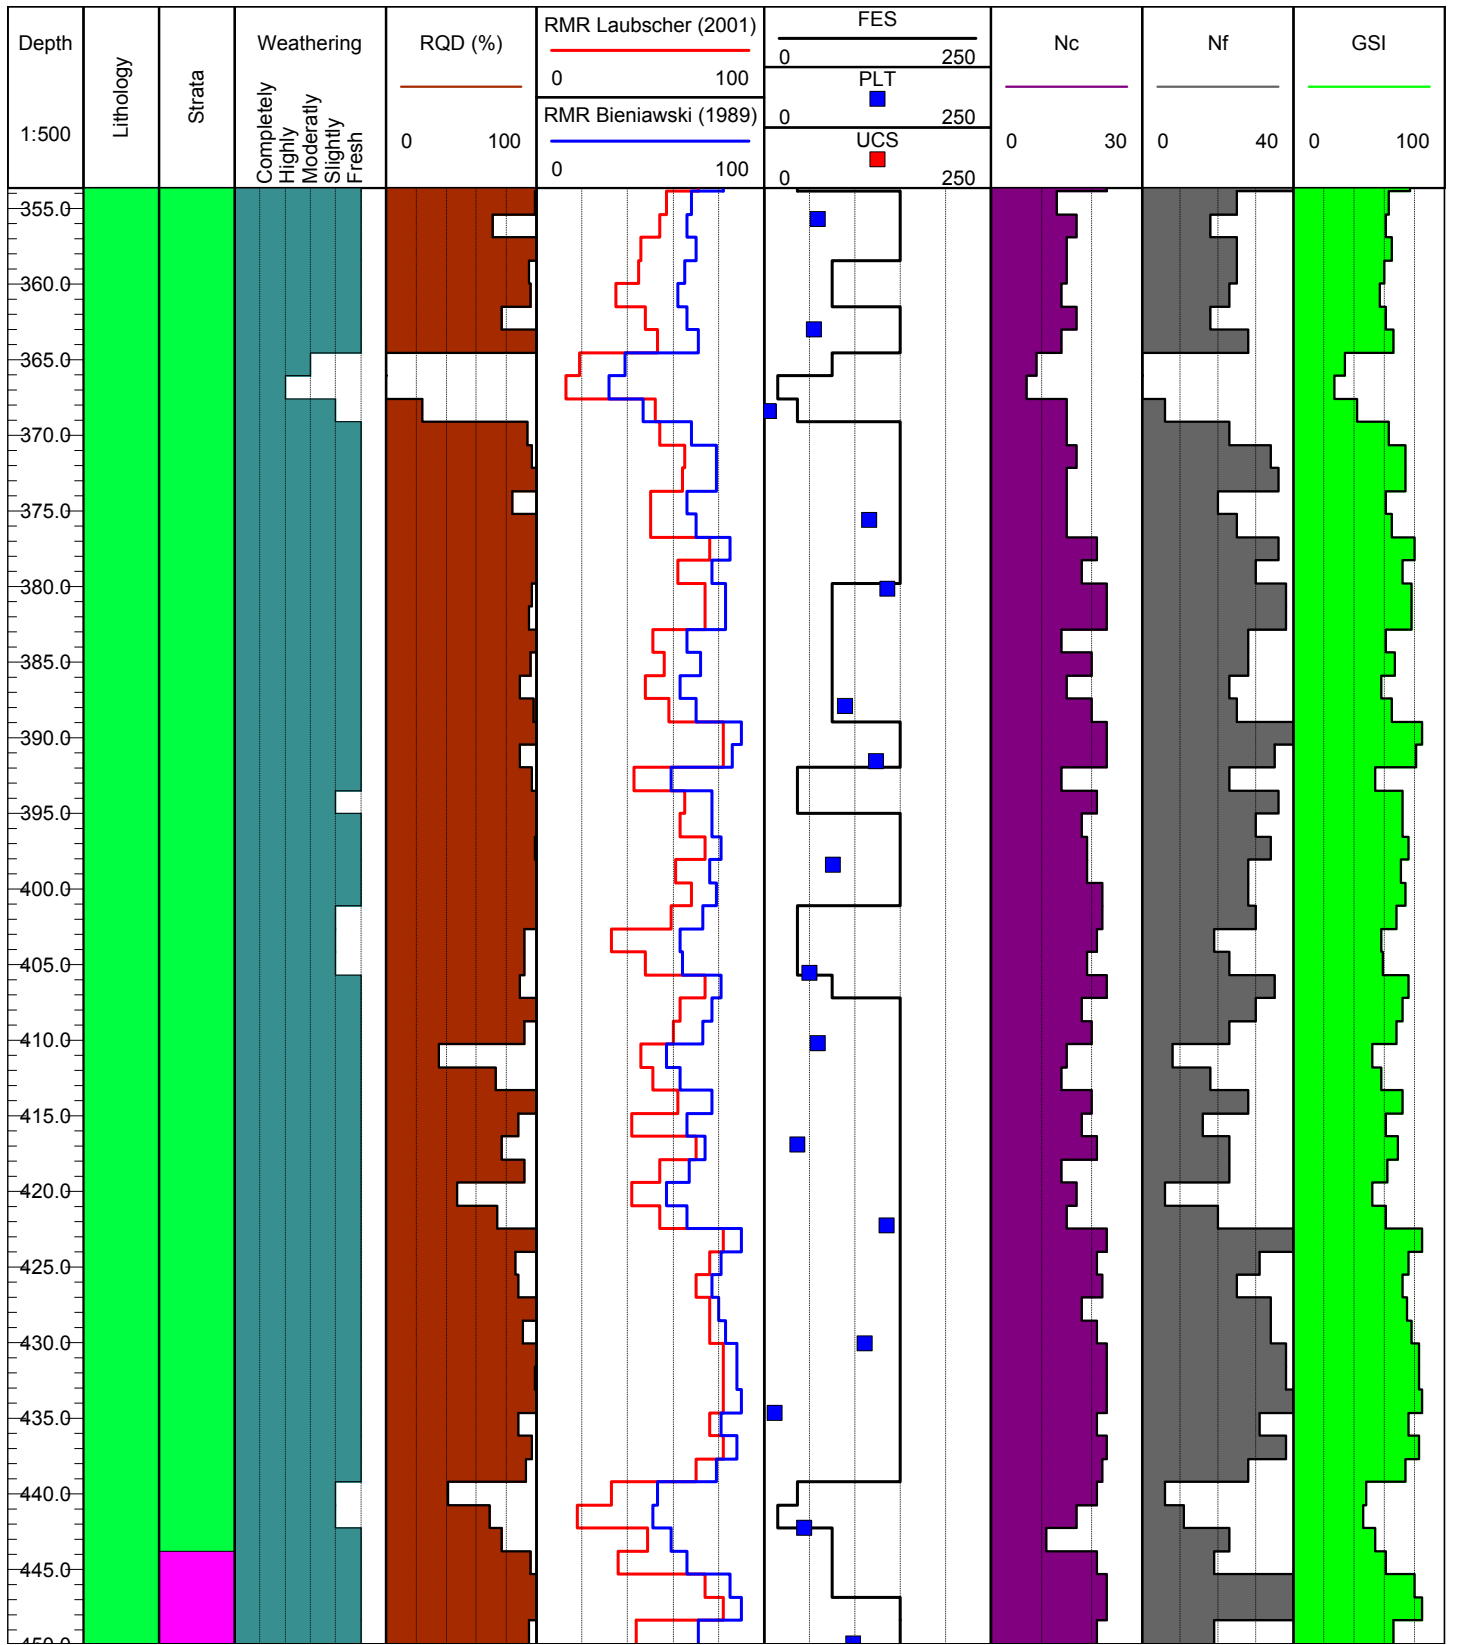 Depth
1:500
Lithology
Strata
Weathering
Completely
Highly
Moderatly
Slightly
Fresh
RQD (%)
0 100
RMR Laubscher (2001)
0 100
RMR Bieniawski (1989)
0 100
FES
0 250
PLT
0 250
UCS
0 250
Nc
0 30
Nf
0 40
GSI
0 100
355.0
360.0
365.0
370.0
375.0
380.0
385.0
390.0
395.0
400.0
405.0
410.0
415.0
420.0
425.0
430.0
435.0
440.0
445.0
450.0